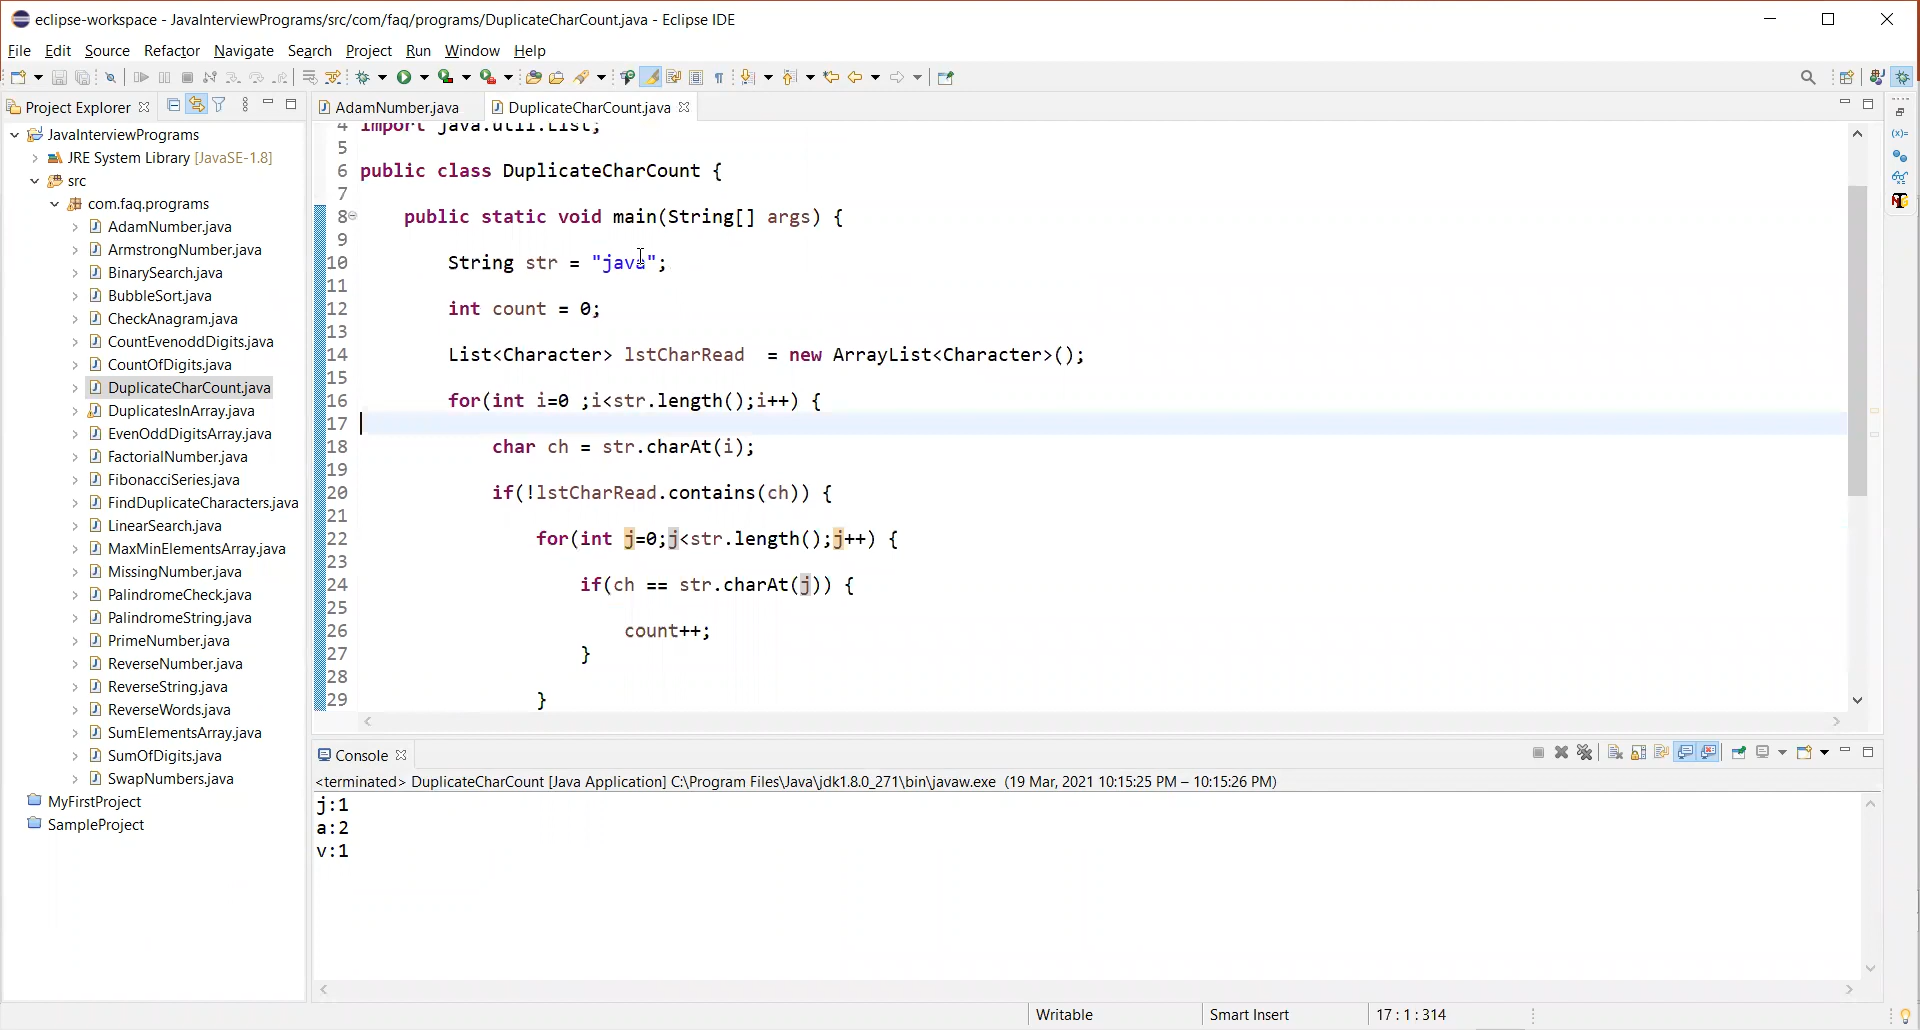 eclipse-workspace - JavaInterviewPrograms/src/com/faq/programs/DuplicateCharCount.java - Eclipse IDE
File Edit Source Refactor Navigate Search Project Run Window Help
Project Explorer
JavaInterviewPrograms
JRE System Library [JavaSE-1.8]
src
com.faq.programs
AdamNumber.java
ArmstrongNumber.java
BinarySearch.java
BubbleSort.java
CheckAnagram.java
CountEvenoddDigits.java
CountOfDigits.java
DuplicateCharCount.java
DuplicatesInArray.java
EvenOddDigitsArray.java
FactorialNumber.java
FibonacciSeries.java
FindDuplicateCharacters.java
LinearSearch.java
MaxMinElementsArray.java
MissingNumber.java
PalindromeCheck.java
PalindromeString.java
PrimeNumber.java
ReverseNumber.java
ReverseString.java
ReverseWords.java
SumElementsArray.java
SumOfDigits.java
SwapNumbers.java
MyFirstProject
SampleProject
AdamNumber.java DuplicateCharCount.java
4 import java.util.List;
5
6 public class DuplicateCharCount {
7
8 public static void main(String[] args) {
9
10 String str = "java";
11
12 int count = 0;
13
14 List<Character> lstCharRead = new ArrayList<Character>();
15
16 for(int i=0 ;i<str.length();i++) {
17
18 char ch = str.charAt(i);
19
20 if(!lstCharRead.contains(ch)) {
21
22 for(int j=0;j<str.length();j++) {
23
24 if(ch == str.charAt(j)) {
25
26 count++;
27 }
28
29 }
Console
<terminated> DuplicateCharCount [Java Application] C:\Program Files\Java\jdk1.8.0_271\bin\javaw.exe (19 Mar, 2021 10:15:25 PM – 10:15:26 PM)
j:1
a:2
v:1
Writable Smart Insert 17 : 1 : 314